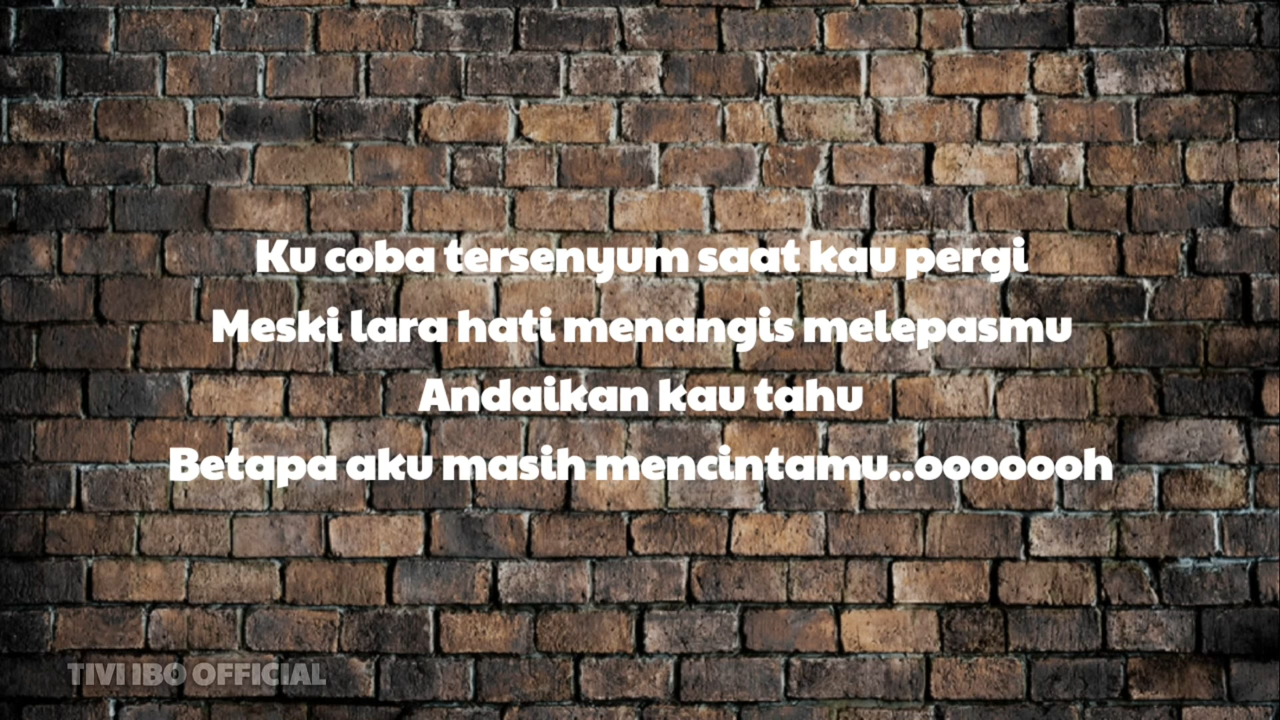 Ku coba tersenyum saat kau pergi
Meski lara hati menangis melepasmu
Andaikan kau tahu
Betapa aku masih mencintamu..ooooooh
TIVI IBO OFFICIAL